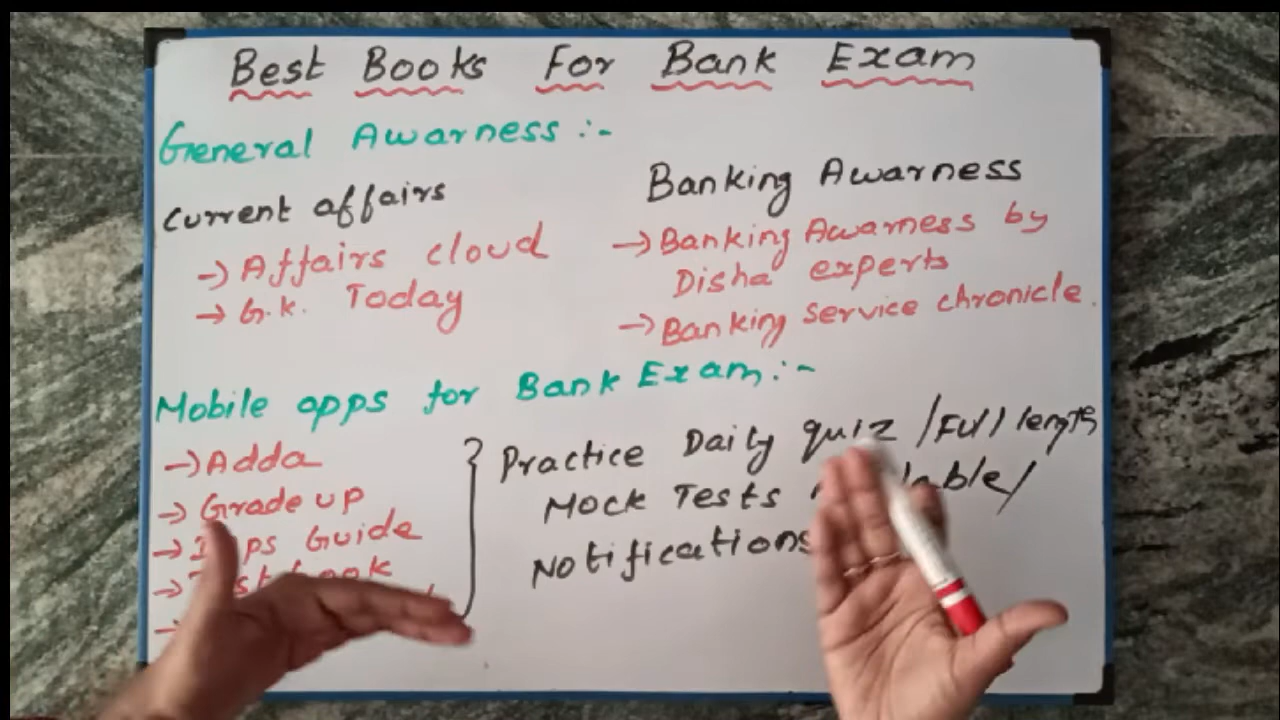 Best Books For Bank Exam
General Awarness :-
Current affairs
→ Affairs cloud
→ G.K. Today
Banking Awarness
→ Banking Awarness by
Disha experts
→ Banking service chronicle.
Mobile apps for Bank Exam :-
→ Adda
→ Grade up
→ Guide
→
→
Practice Daily quiz / Full length
Mock Tests /
Notifications